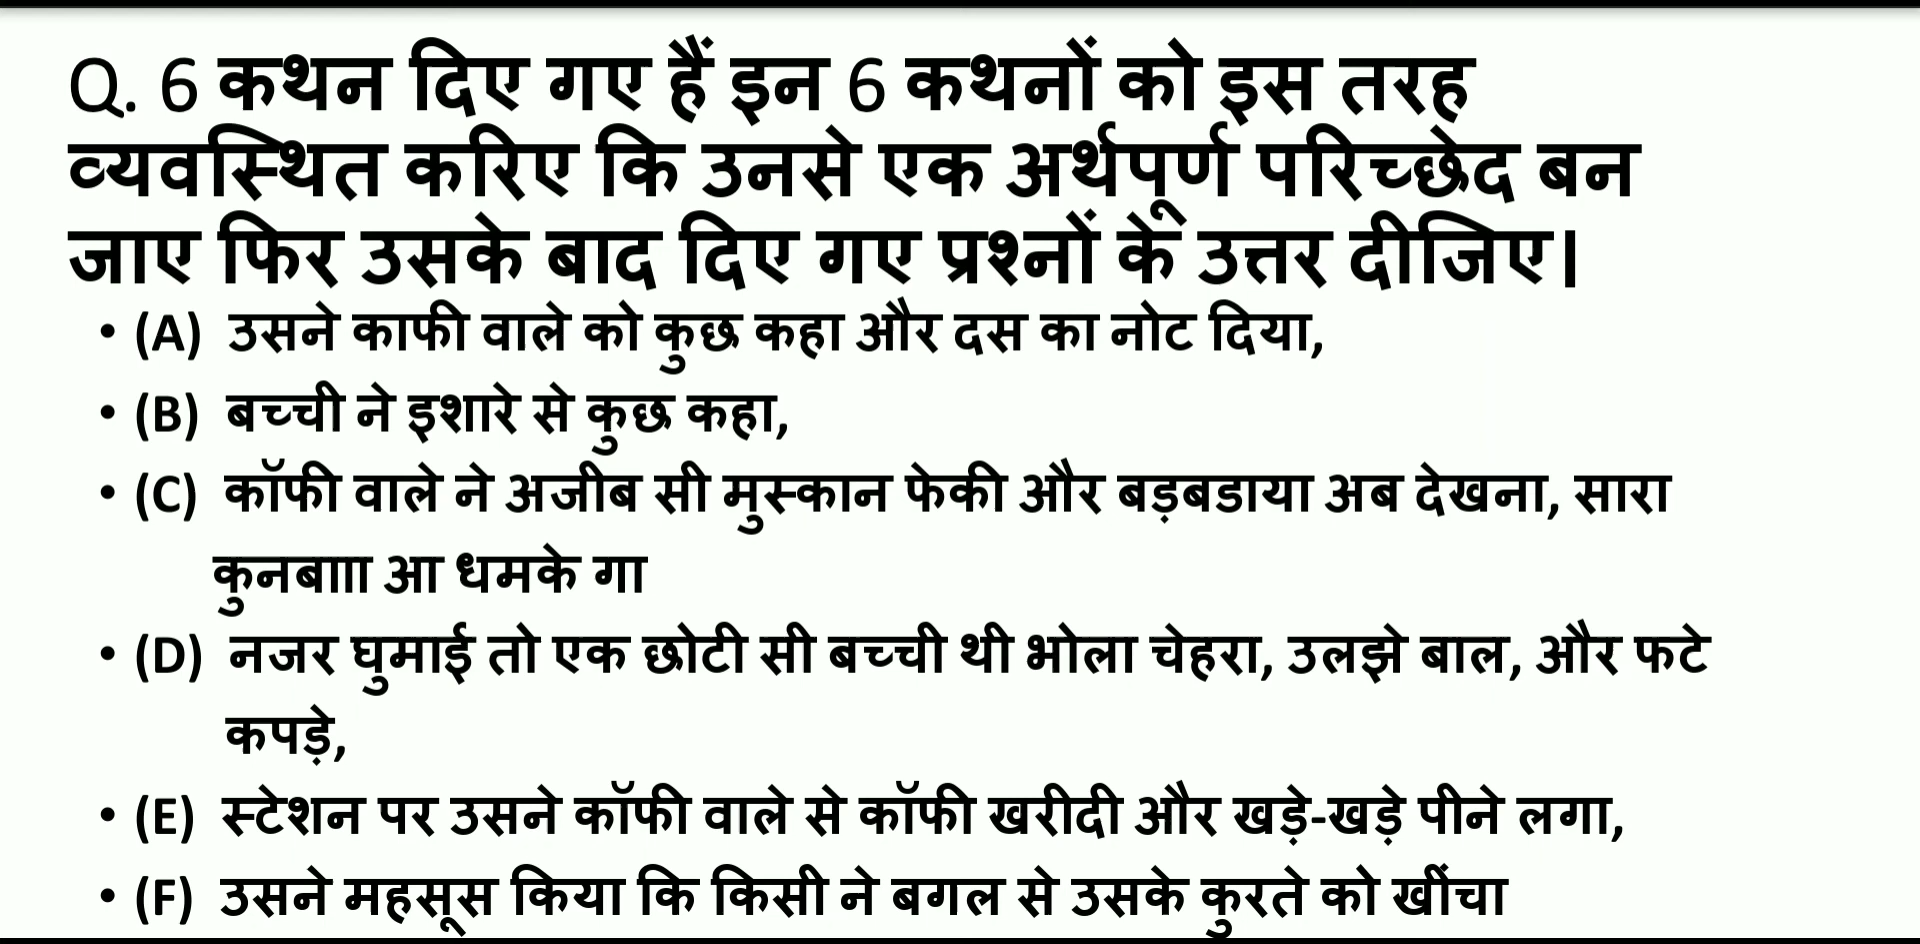 Q. 6 कथन दिए गए हैं इन 6 कथनों को इस तरह
व्यवस्थित करिए कि उनसे एक अर्थपूर्ण परिच्छेद बन
जाए फिर उसके बाद दिए गए प्रश्नों के उत्तर दीजिए।
• (A) उसने काफी वाले को कुछ कहा और दस का नोट दिया,
• (B) बच्ची ने इशारे से कुछ कहा,
• (C) कॉफी वाले ने अजीब सी मुस्कान फेकी और बड़बडाया अब देखना, सारा
कुनबााा आ धमके गा
• (D) नजर घुमाई तो एक छोटी सी बच्ची थी भोला चेहरा, उलझे बाल, और फटे
कपड़े,
• (E) स्टेशन पर उसने कॉफी वाले से कॉफी खरीदी और खड़े-खड़े पीने लगा,
• (F) उसने महसूस किया कि किसी ने बगल से उसके कुरते को खींचा